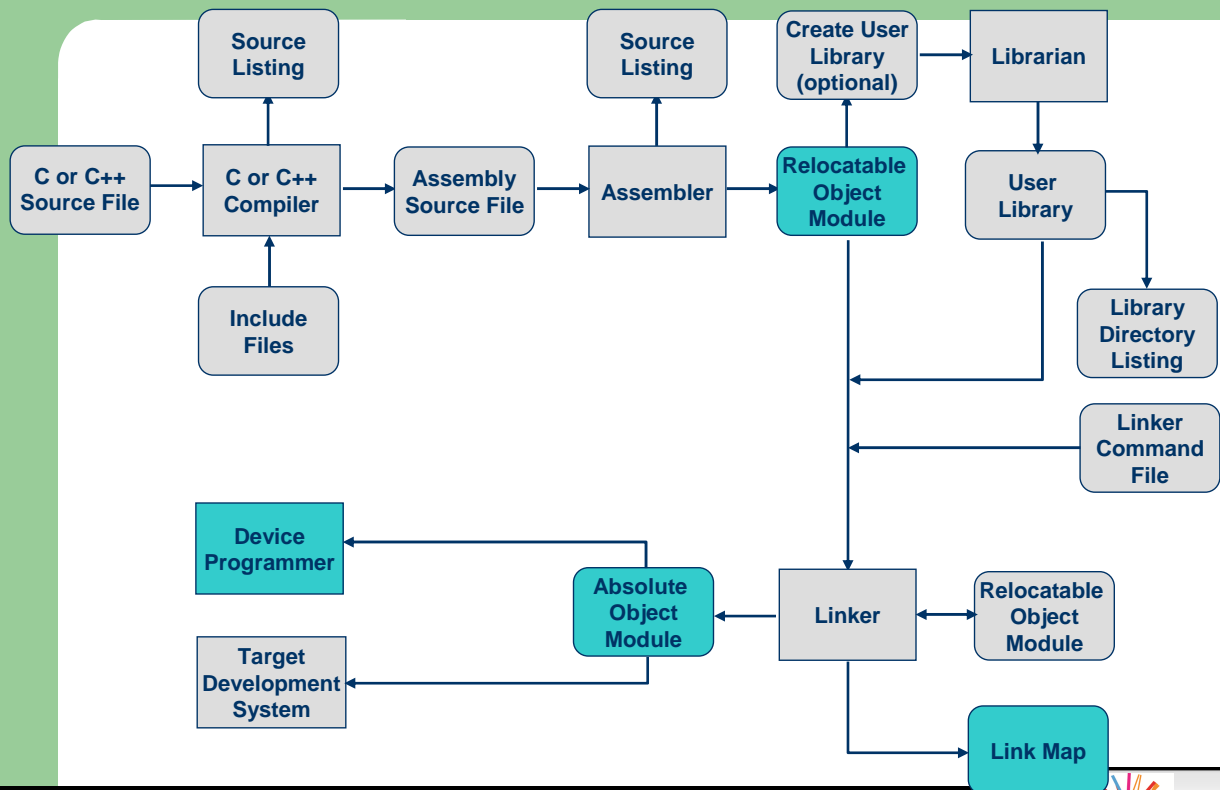 Source
Listing
Source
Listing
Create User
Library
(optional)
Librarian
C or C++
Source File
C or C++
Compiler
Assembly
Source File
Assembler
Relocatable
Object
Module
User
Library
Include
Files
Library
Directory
Listing
Linker
Command
File
Device
Programmer
Absolute
Object
Module
Linker
Relocatable
Object
Module
Target
Development
System
Link Map